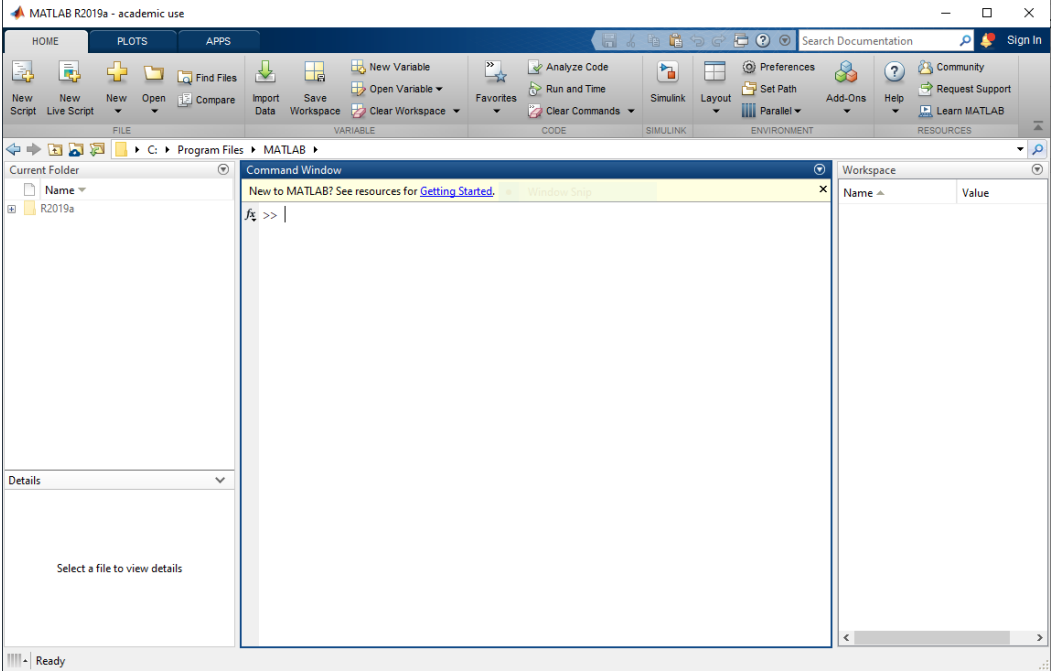 MATLAB R2019a - academic use
HOME PLOTS APPS
Search Documentation Sign In
New Script
New Live Script
New
Open
Find Files
Compare
Import Data
Save Workspace
New Variable
Open Variable
Clear Workspace
Favorites
Analyze Code
Run and Time
Clear Commands
Simulink
Layout
Preferences
Set Path
Parallel
Add-Ons
Help
Community
Request Support
Learn MATLAB
FILE VARIABLE CODE SIMULINK ENVIRONMENT RESOURCES
C: Program Files MATLAB
Current Folder
Name
R2019a
Details
Select a file to view details
Command Window
New to MATLAB? See resources for Getting Started.
Window Snip
fx >>
Workspace
Name Value
Ready